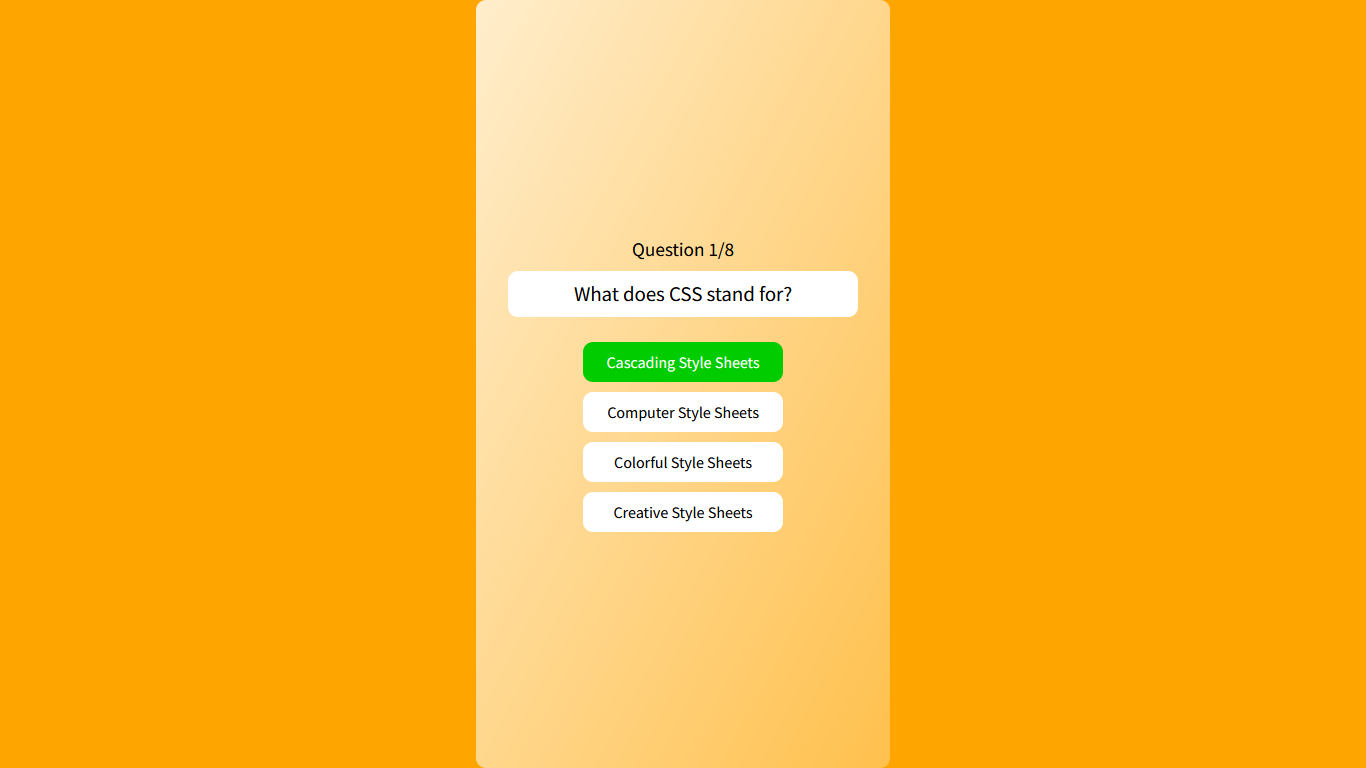 Question 1/8
What does CSS stand for?
Cascading Style Sheets
Computer Style Sheets
Colorful Style Sheets
Creative Style Sheets